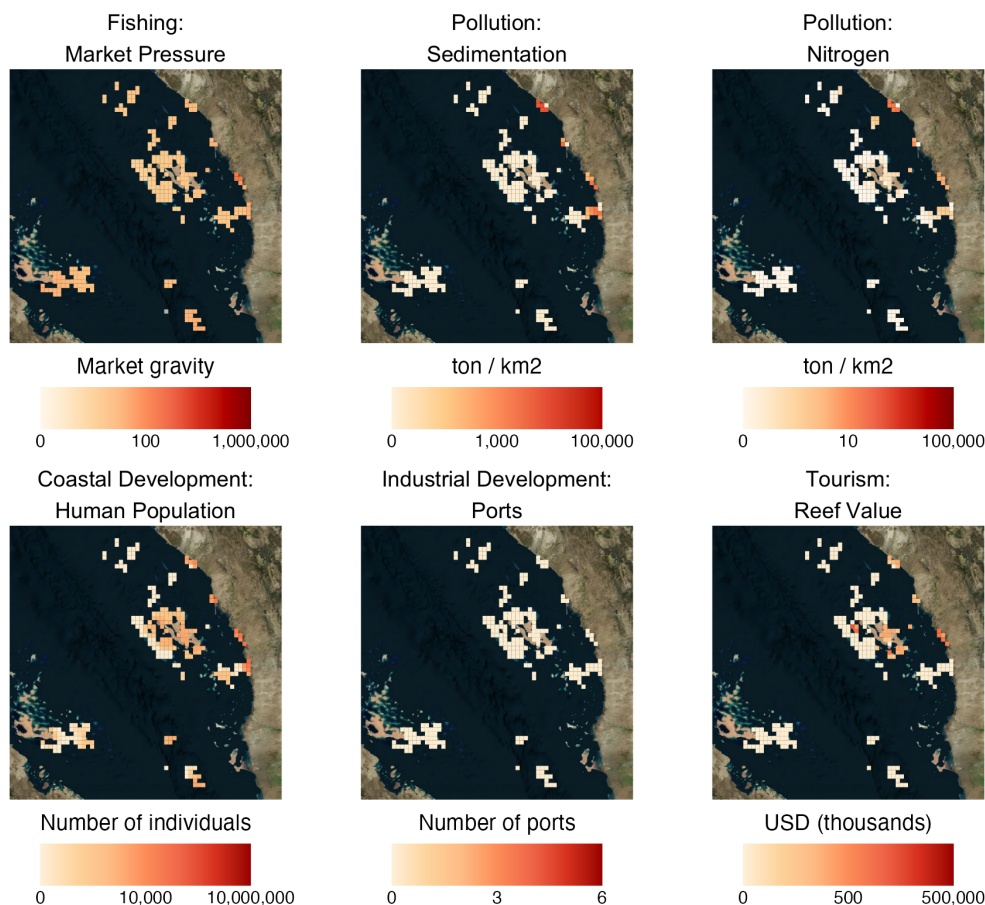 Fishing:
Market Pressure
Pollution:
Sedimentation
Pollution:
Nitrogen
Market gravity
0 100 1,000,000
ton / km2
0 1,000 100,000
ton / km2
0 10 100,000
Coastal Development:
Human Population
Industrial Development:
Ports
Tourism:
Reef Value
Number of individuals
0 10,000 10,000,000
Number of ports
0 3 6
USD (thousands)
0 500 500,000